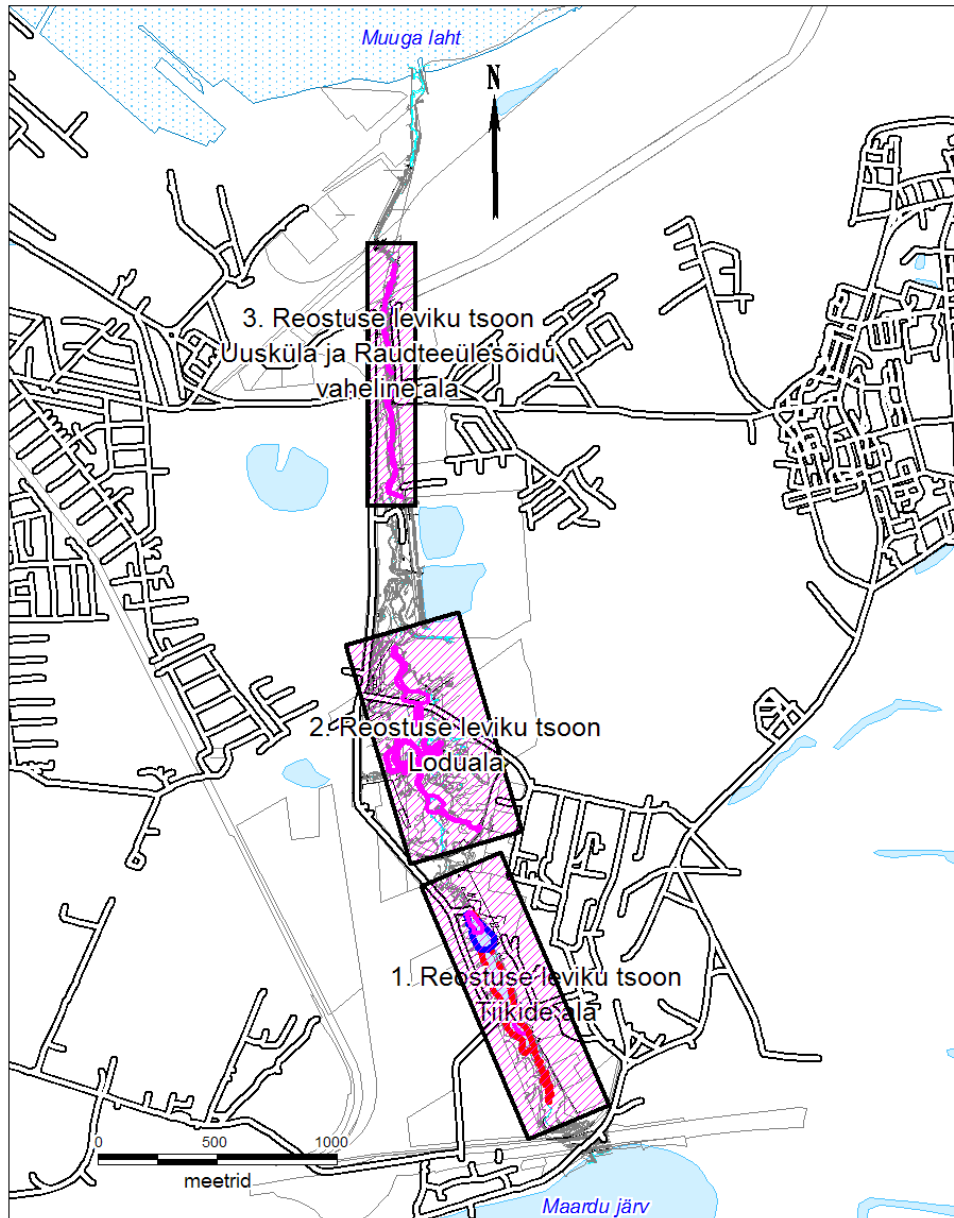 Muuga laht
N
3. Reostuse leviku tsoon
Uusküla ja Raudteeülesõidu
vaheline ala
2. Reostuse leviku tsoon
Loduala
1. Reostuse leviku tsoon
Tiikide ala
0 500 1000
meetrid
Maardu järv